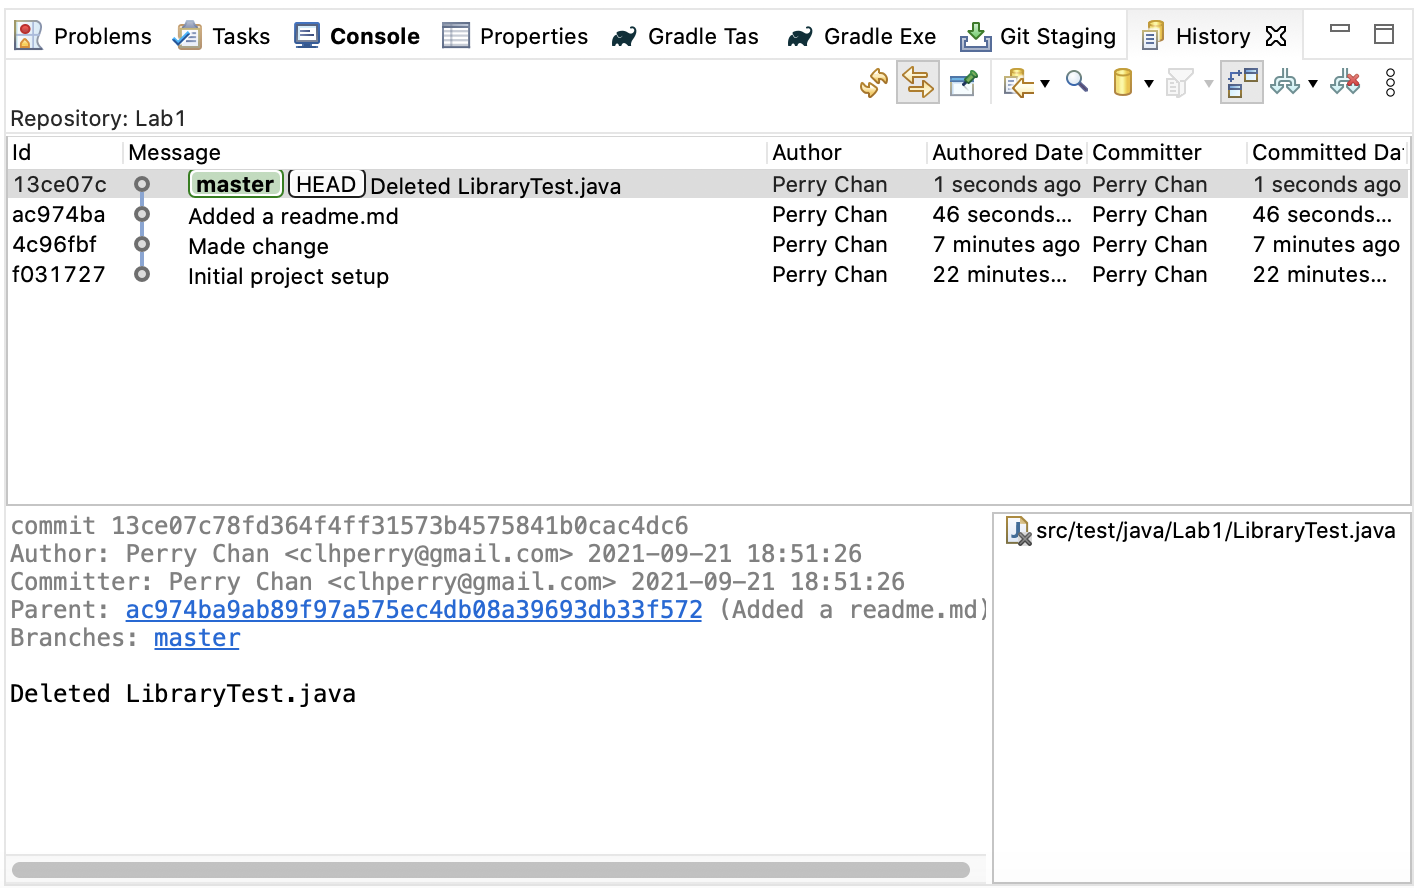 Problems Tasks Console Properties Gradle Tas Gradle Exe Git Staging History
Repository: Lab1
Id Message Author Authored Date Committer Committed Da
13ce07c master HEAD Deleted LibraryTest.java Perry Chan 1 seconds ago Perry Chan 1 seconds ago
ac974ba Added a readme.md Perry Chan 46 seconds... Perry Chan 46 seconds...
4c96fbf Made change Perry Chan 7 minutes ago Perry Chan 7 minutes ago
f031727 Initial project setup Perry Chan 22 minutes... Perry Chan 22 minutes...
commit 13ce07c78fd364f4ff31573b4575841b0cac4dc6
Author: Perry Chan <clhperry@gmail.com> 2021-09-21 18:51:26
Committer: Perry Chan <clhperry@gmail.com> 2021-09-21 18:51:26
Parent: ac974ba9ab89f97a575ec4db08a39693db33f572 (Added a readme.md)
Branches: master
Deleted LibraryTest.java
src/test/java/Lab1/LibraryTest.java